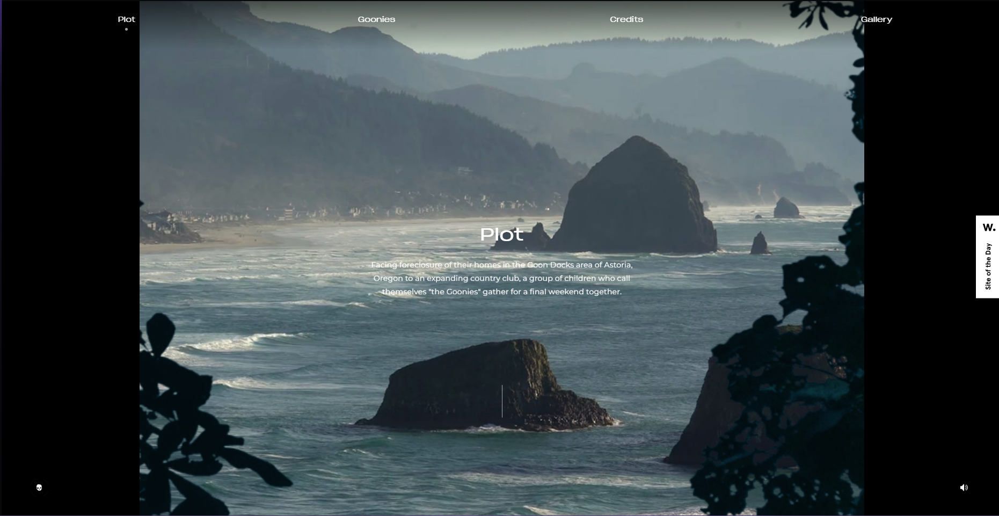 Plot
Goonies
Credits
Gallery
Plot
Facing foreclosure of their homes in the Goon Docks area of Astoria,
Oregon to an expanding country club, a group of children who call
themselves "the Goonies" gather for a final weekend together.
W.
Site of the Day